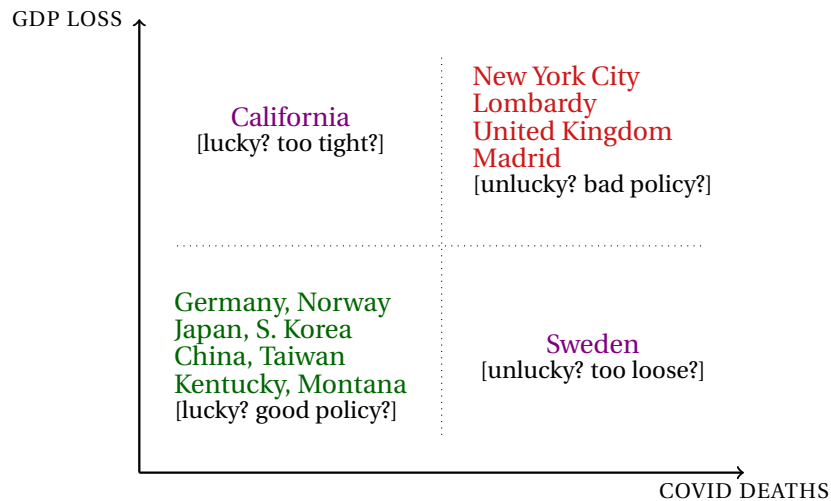 GDP LOSS
California
[lucky? too tight?]
New York City
Lombardy
United Kingdom
Madrid
[unlucky? bad policy?]
Germany, Norway
Japan, S. Korea
China, Taiwan
Kentucky, Montana
[lucky? good policy?]
Sweden
[unlucky? too loose?]
COVID DEATHS